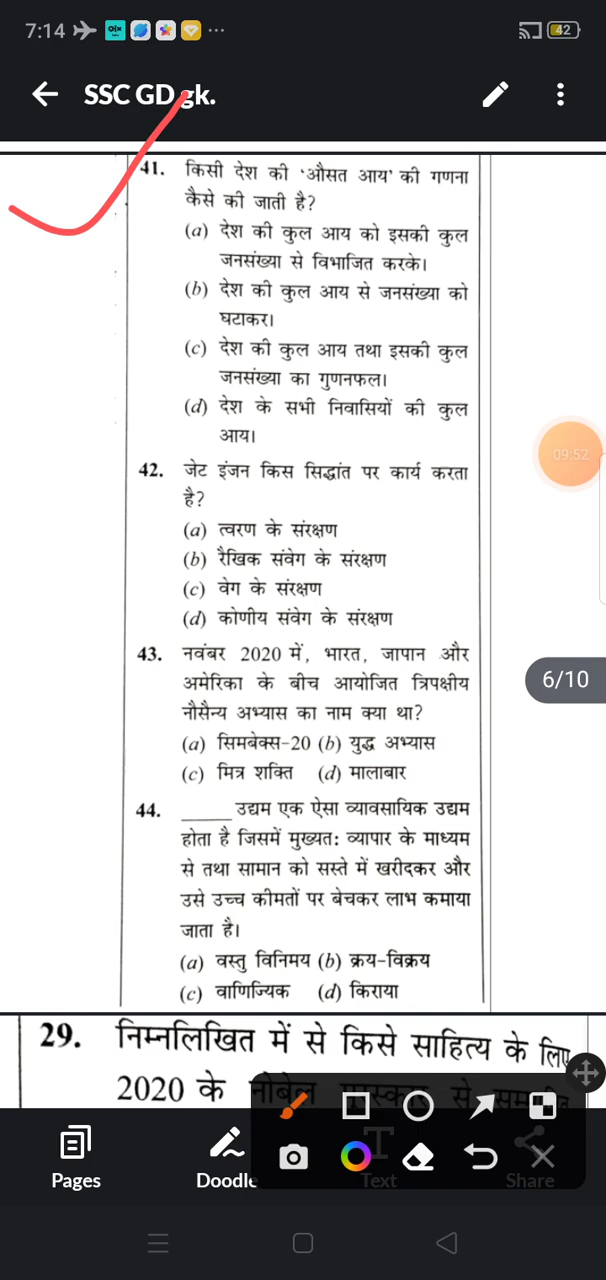 7:14
42
SSC GD gk.
41. किसी देश की ‘औसत आय’ की गणना
कैसे की जाती है?
(a) देश की कुल आय को इसकी कुल
जनसंख्या से विभाजित करके।
(b) देश की कुल आय से जनसंख्या को
घटाकर।
(c) देश की कुल आय तथा इसकी कुल
जनसंख्या का गुणनफल।
(d) देश के सभी निवासियों की कुल
आय।
09:52
42. जेट इंजन किस सिद्धांत पर कार्य करता
है?
(a) त्वरण के संरक्षण
(b) रैखिक संवेग के संरक्षण
(c) वेग के संरक्षण
(d) कोणीय संवेग के संरक्षण
43. नवंबर 2020 में, भारत, जापान और
अमेरिका के बीच आयोजित त्रिपक्षीय
6/10
नौसैन्य अभ्यास का नाम क्या था?
(a) सिमबेक्स-20 (b) युद्ध अभ्यास
(c) मित्र शक्ति (d) मालाबार
44. _____ उद्यम एक ऐसा व्यावसायिक उद्यम
होता है जिसमें मुख्यत: व्यापार के माध्यम
से तथा सामान को सस्ते में खरीदकर और
उसे उच्च कीमतों पर बेचकर लाभ कमाया
जाता है।
(a) वस्तु विनिमय (b) क्रय-विक्रय
(c) वाणिज्यिक (d) किराया
29. निम्नलिखित में से किसे साहित्य के लिए
2020 के नोबेल पुरस्कार से
Pages
Doodle
Text
Share